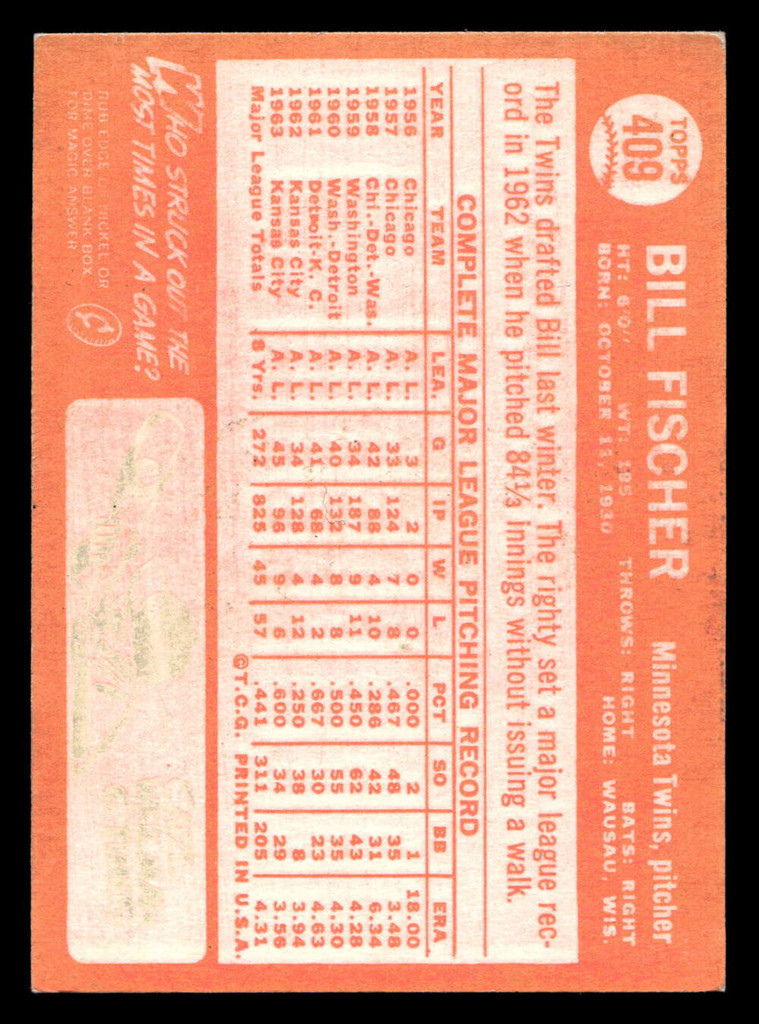 TOPPS
409
BILL FISCHER Minnesota Twins, pitcher
HT: 6'0" WT: 195 THROWS: RIGHT BATS: RIGHT
BORN: OCTOBER 11, 1930 HOME: WAUSAU, WIS.
The Twins drafted Bill last winter. The righty set a major league rec-
ord in 1962 when he pitched 84⅓ innings without issuing a walk.
COMPLETE MAJOR LEAGUE PITCHING RECORD
YEAR TEAM LEA. G IP W L PCT SO BB ERA
1956 Chicago A. L. 3 2 0 0 .000 2 1 18.00
1957 Chicago A. L. 33 124 7 8 .467 48 35 3.48
1958 Chi.-Det.-Was. A. L. 42 88 4 10 .286 42 31 6.34
1959 Washington A. L. 34 187 9 11 .450 62 43 4.28
1960 Wash.-Detroit A. L. 40 132 8 8 .500 55 35 4.30
1961 Detroit-K. C. A. L. 41 68 4 2 .667 30 23 4.63
1962 Kansas City A. L. 34 128 4 12 .250 38 8 3.94
1963 Kansas City A. L. 45 96 9 6 .600 34 29 3.56
Major League Totals 8 Yrs. 272 825 45 57 .441 311 205 4.31
©T.C.G. PRINTED IN U.S.A.
WHO STRUCK OUT THE
MOST TIMES IN A GAME?
RUB EDGE OF NICKEL OR
DIME OVER BLANK BOX
FOR MAGIC ANSWER